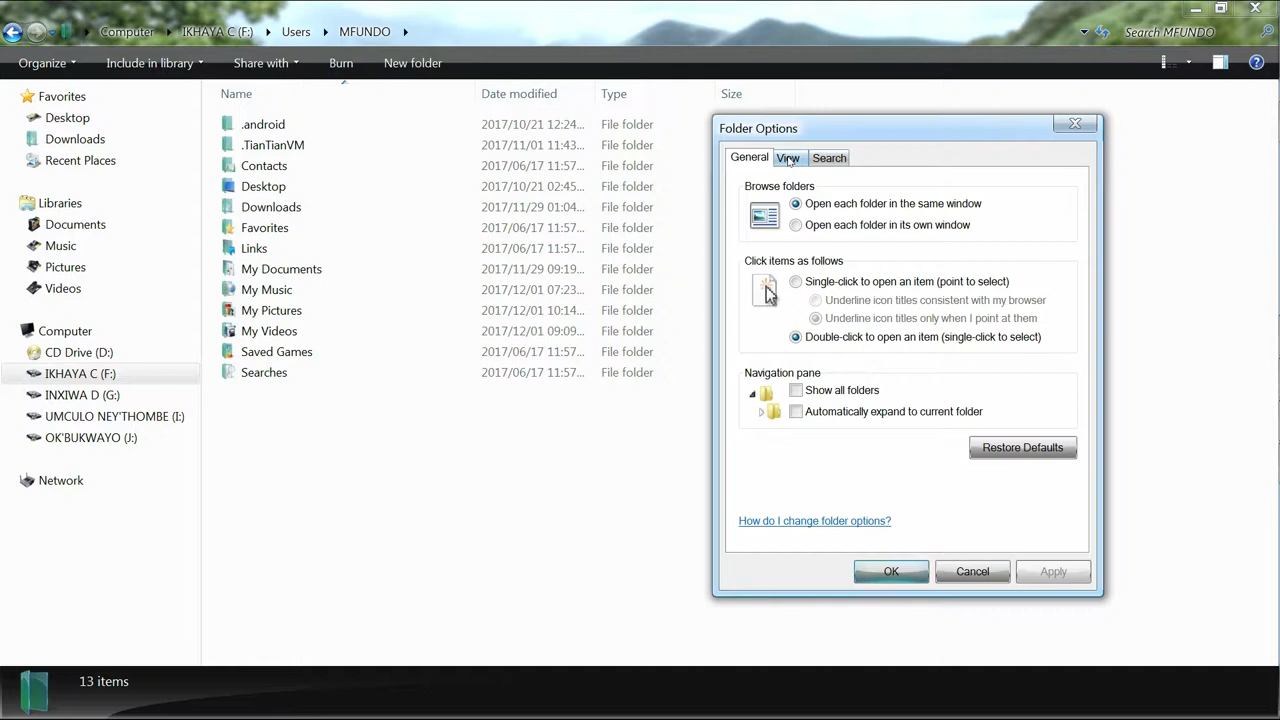 Computer IKHAYA C (F:) Users MFUNDO Search MFUNDO
Organize Include in library Share with Burn New folder
Favorites
Desktop
Downloads
Recent Places
Libraries
Documents
Music
Pictures
Videos
Computer
CD Drive (D:)
IKHAYA C (F:)
INXIWA D (G:)
UMCULO NEY'THOMBE (I:)
OK'BUKWAYO (J:)
Network
Name Date modified Type Size
.android 2017/10/21 12:24... File folder
.TianTianVM 2017/11/01 11:43... File folder
Contacts 2017/06/17 11:57... File folder
Desktop 2017/10/21 02:45... File folder
Downloads 2017/11/29 01:04... File folder
Favorites 2017/06/17 11:57... File folder
Links 2017/06/17 11:57... File folder
My Documents 2017/11/29 09:19... File folder
My Music 2017/12/01 07:23... File folder
My Pictures 2017/12/01 10:14... File folder
My Videos 2017/12/01 09:09... File folder
Saved Games 2017/06/17 11:57... File folder
Searches 2017/06/17 11:57... File folder
Folder Options
General View Search
Browse folders
Open each folder in the same window
Open each folder in its own window
Click items as follows
Single-click to open an item (point to select)
Underline icon titles consistent with my browser
Underline icon titles only when I point at them
Double-click to open an item (single-click to select)
Navigation pane
Show all folders
Automatically expand to current folder
Restore Defaults
How do I change folder options?
OK Cancel Apply
13 items